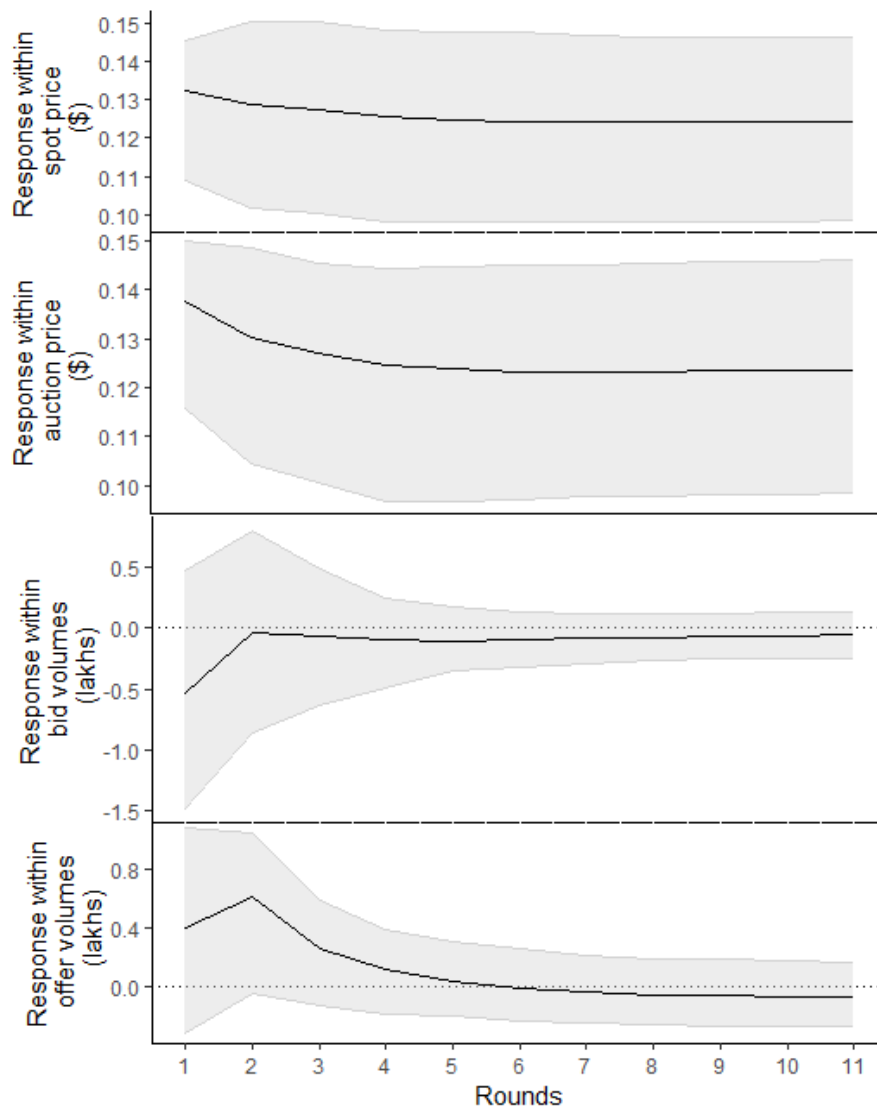 Response within
spot price
($)
0.15
0.14
0.13
0.12
0.11
0.10
Response within
auction price
($)
0.15
0.14
0.13
0.12
0.11
0.10
Response within
bid volumes
(lakhs)
0.5
0.0
-0.5
-1.0
-1.5
Response within
offer volumes
(lakhs)
0.8
0.4
0.0
1 2 3 4 5 6 7 8 9 10 11
Rounds